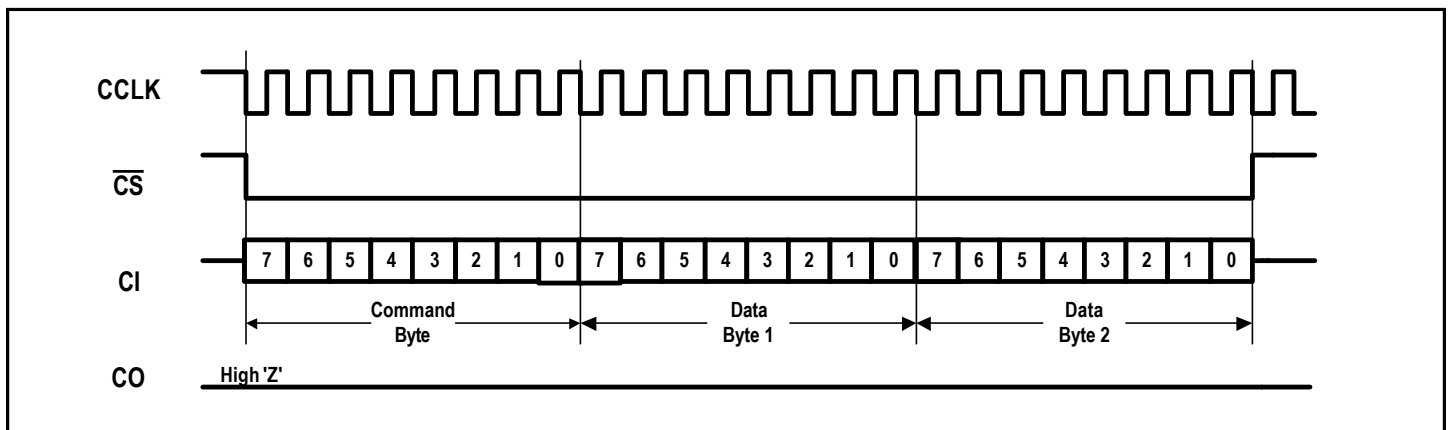 CCLK
C̅S̅
CI
7 6 5 4 3 2 1 0 7 6 5 4 3 2 1 0 7 6 5 4 3 2 1 0
Command
Byte
Data
Byte 1
Data
Byte 2
CO
High 'Z'